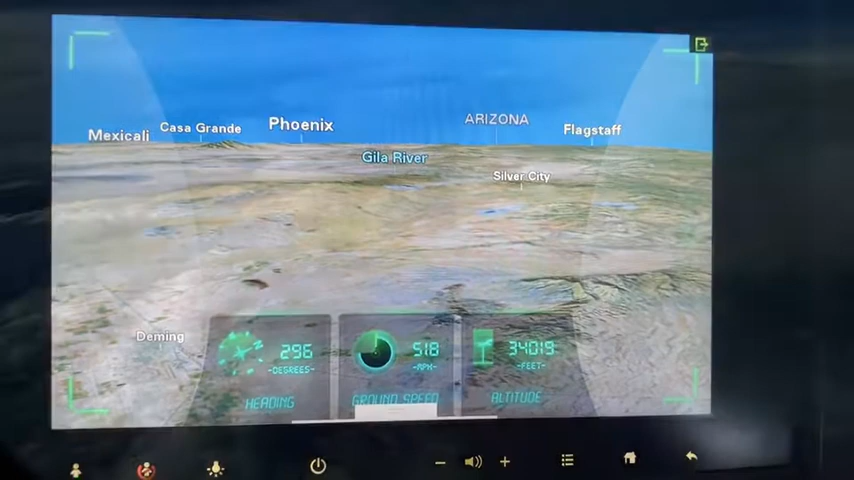 ARIZONA
Phoenix
Casa Grande
Mexicali
Flagstaff
Gila River
Silver City
Deming
296
-DEGREES-
HEADING
518
-MPH-
GROUND SPEED
34019
-FEET-
ALTITUDE